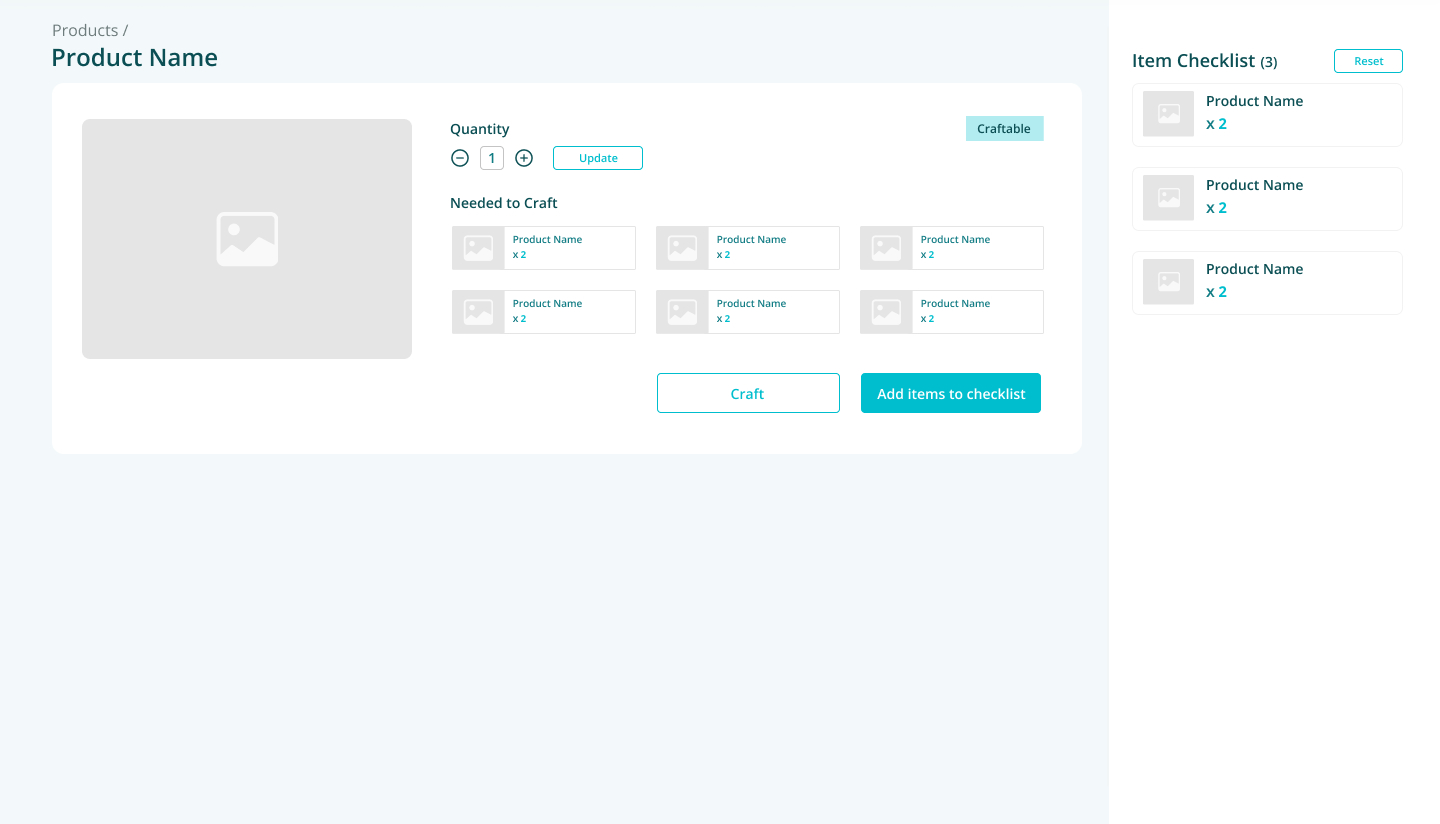 Products /
Product Name
Quantity
Craftable
1
Update
Needed to Craft
Product Name
x 2
Product Name
x 2
Product Name
x 2
Product Name
x 2
Product Name
x 2
Product Name
x 2
Craft
Add items to checklist
Item Checklist (3)
Reset
Product Name
x 2
Product Name
x 2
Product Name
x 2